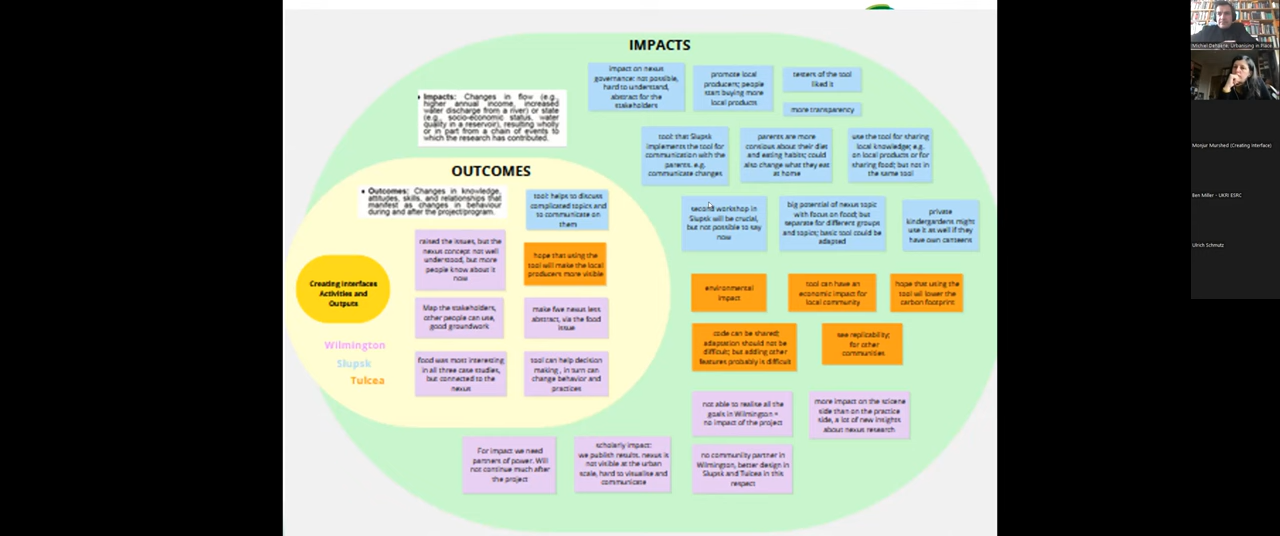 IMPACTS
impact on nexus
governance: not possible,
hard to understand,
abstract for the
stakeholders
promote local
producers; people
start buying more
local products
testers of the tool
liked it
more transparency
• Impacts: Changes in flow (e.g.,
higher annual income, increased
water discharge from a river) or state
(e.g., socio-economic status, water
quality in a reservoir), resulting wholly
or in part from a chain of events to
which the research has contributed.
tool: that Slupsk
implements the tool for
communication with the
parents. e.g.
communicate changes
parents are more
conscious about their diet
and eating habits; could
also change what they eat
at home
use the tool for sharing
local knowledge; e.g.
on local products or for
sharing food; but not in
the same tool
second workshop in
Slupsk will be crucial,
but not possible to say
now
big potential of nexus topic
with focus on food; but
separate for different groups
and topics; basic tool could be
adapted
private
kindergardens might
use it as well if they
have own canteens
OUTCOMES
• Outcomes: Changes in knowledge,
attitudes, skills, and relationships that
manifest as changes in behaviour
during and after the project/program.
tool: helps to discuss
complicated topics and
to communicate on
them
raised the issues, but the
nexus concept not well
understood, but more
people know about it
now
hope that using the
tool will make the local
producers more visible
Map the stakeholders,
other people can use,
good groundwork
make five nexus less
abstract, via the food
issue
food was most interesting
in all three case studies,
but connected to the
nexus
tool can help decision
making , in turn can
change behavior and
practices
Creating Interfaces
Activities and
Outputs
Wilmington
Slupsk
Tulcea
environmental
impact
tool can have an
economic impact for
local community
hope that using the
tool wil lower the
carbon footprint
code can be shared;
adaptation should not be
difficult; but adding other
features probably is difficult
see replicability;
for other
communities
not able to realise all the
goals in Wilmington =
no impact of the project
more impact on the scicene
side than on the practice
side, a lot of new insights
about nexus research
For impact we need
partners of power. Will
not continue much after
the project
scholarly impact:
we publish results. nexus is
not visible at the urban
scale, hard to visualise and
communicate
no community partner in
Wilmington, better design in
Slupsk and Tulcea in this
respect
Urbanising in Place
Monjur Murshed (Creating Interface)
Ben Miller - UKRI ESRC
Ulrich Schmutz